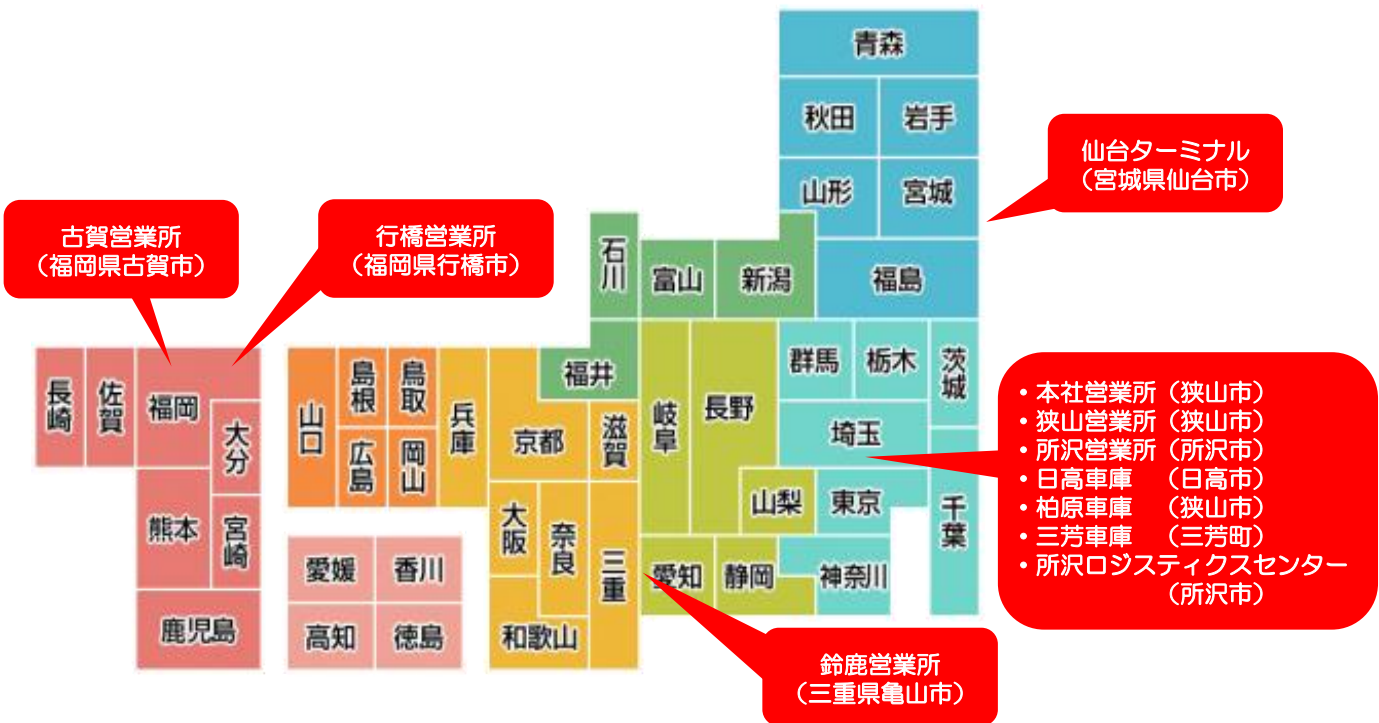 青森
秋田
岩手
仙台ターミナル
（宮城県仙台市）
山形
宮城
古賀営業所
（福岡県古賀市）
行橋営業所
（福岡県行橋市）
石川
富山
新潟
福島
長崎
佐賀
福岡
大分
熊本
宮崎
鹿児島
山口
島根
鳥取
広島
岡山
兵庫
京都
福井
滋賀
岐阜
長野
群馬
栃木
茨城
埼玉
山梨
東京
千葉
大阪
奈良
三重
愛知
静岡
神奈川
和歌山
愛媛
香川
高知
徳島
・本社営業所（狭山市）
・狭山営業所（狭山市）
・所沢営業所（所沢市）
・日高車庫　（日高市）
・柏原車庫　（狭山市）
・三芳車庫　（三芳町）
・所沢ロジスティクスセンター
（所沢市）
鈴鹿営業所
（三重県亀山市）